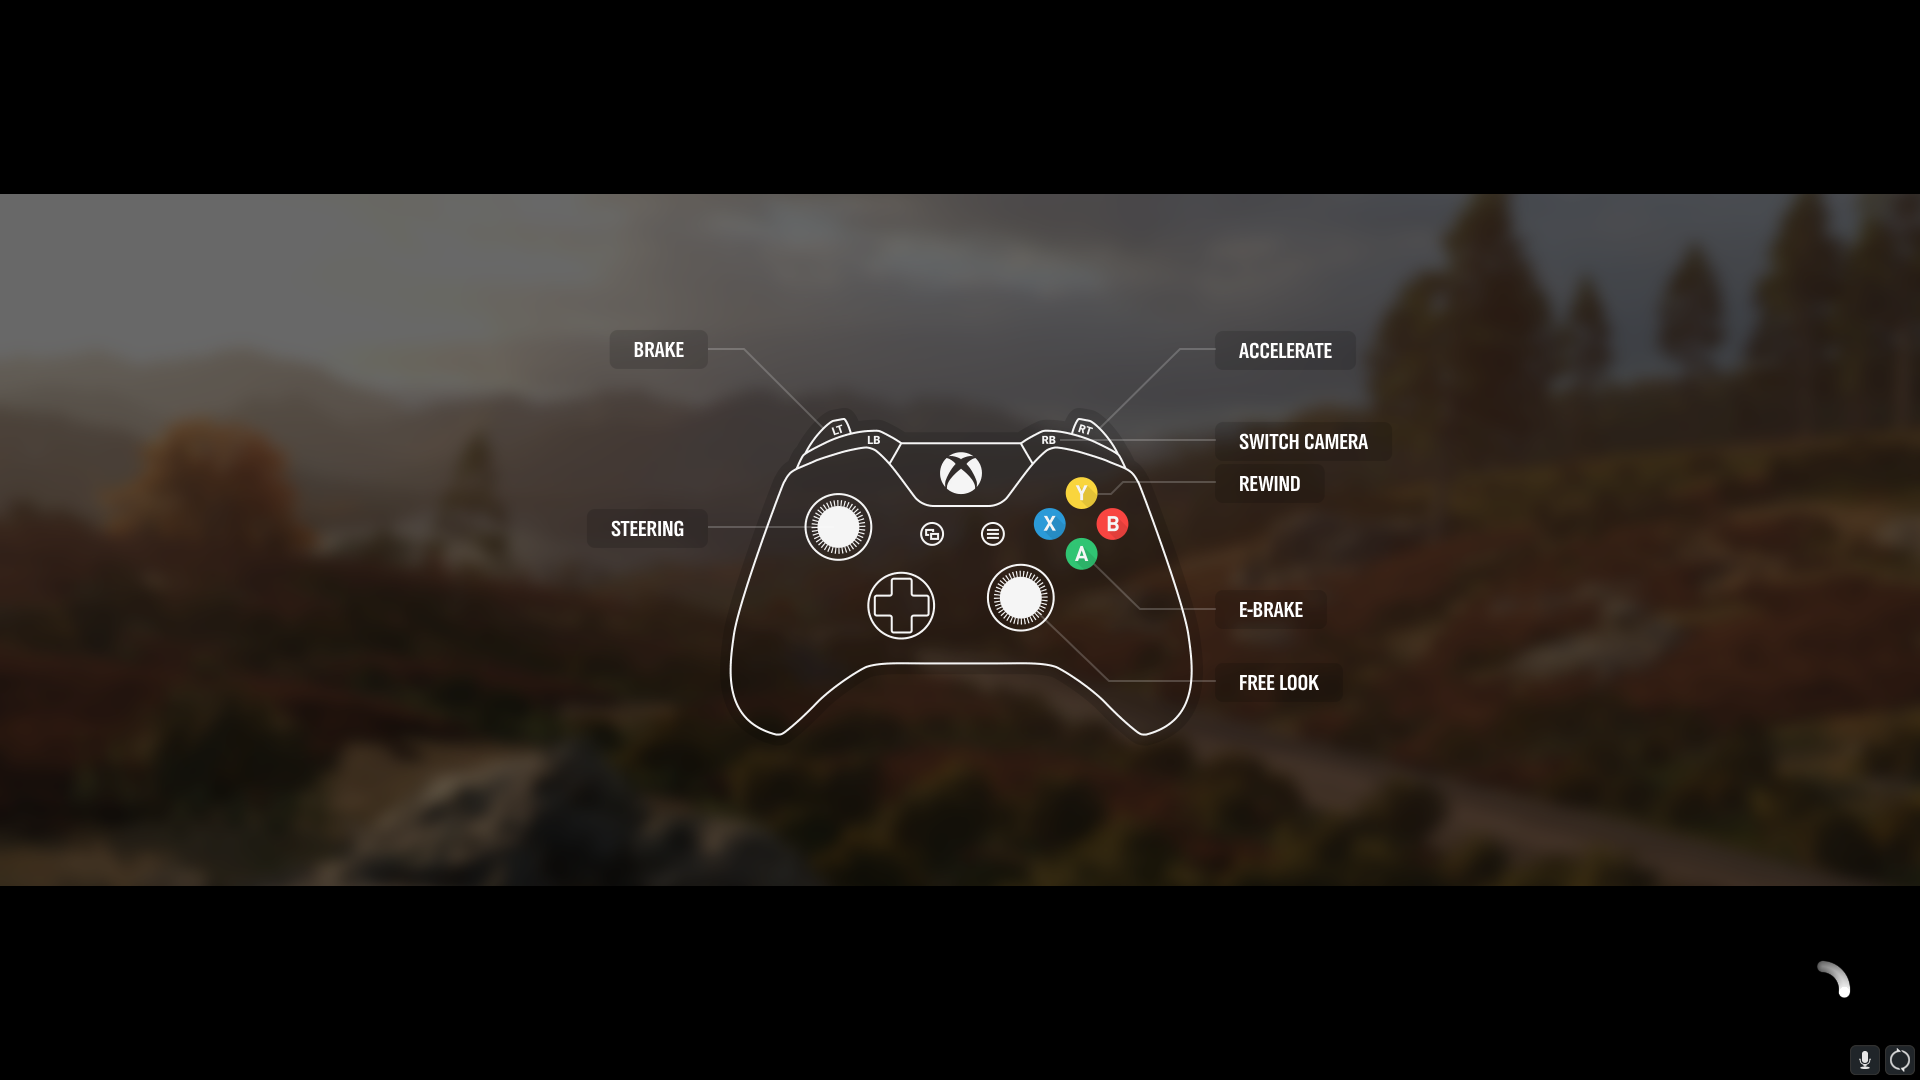 BRAKE
ACCELERATE
LT
LB
RB
RT
SWITCH CAMERA
REWIND
Y
X
B
STEERING
A
E-BRAKE
FREE LOOK